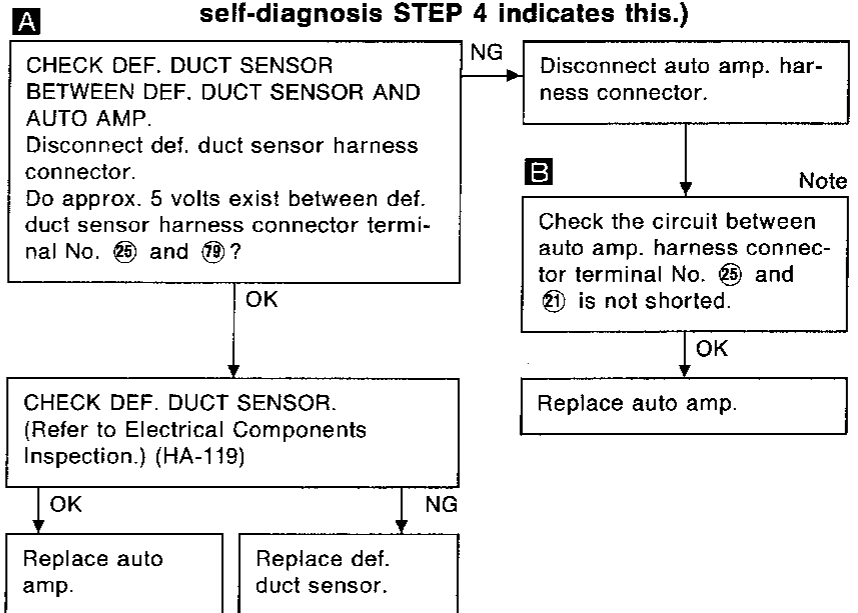 self-diagnosis STEP 4 indicates this.)
A
CHECK DEF. DUCT SENSOR
BETWEEN DEF. DUCT SENSOR AND
AUTO AMP.
Disconnect def. duct sensor harness
connector.
Do approx. 5 volts exist between def.
duct sensor harness connector termi-
nal No. ㉕ and 79?
NG
Disconnect auto amp. har-
ness connector.
B
Note
Check the circuit between
auto amp. harness connec-
tor terminal No. ㉕ and
㉑ is not shorted.
OK
Replace auto amp.
OK
CHECK DEF. DUCT SENSOR.
(Refer to Electrical Components
Inspection.) (HA-119)
OK
NG
Replace auto
amp.
Replace def.
duct sensor.